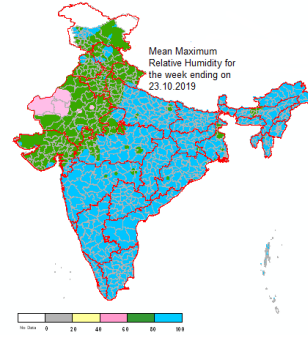 Mean Maximum
Relative Humidity for
the week ending on
23.10.2019
No Data 0 20 40 60 80 100